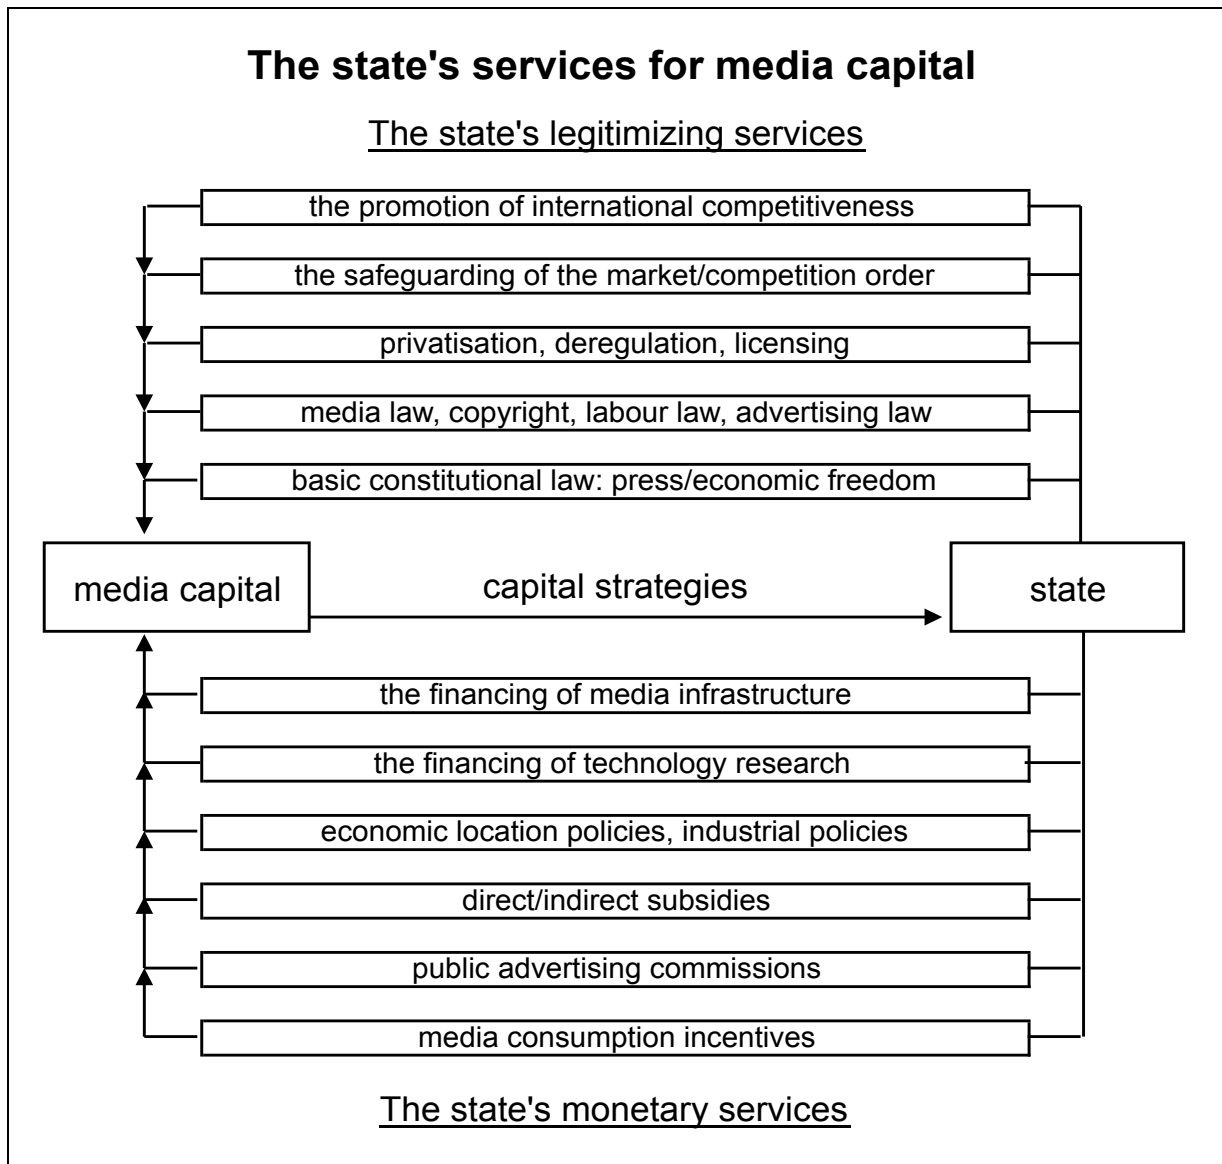 The state's services for media capital
The state's legitimizing services
the promotion of international competitiveness
the safeguarding of the market/competition order
privatisation, deregulation, licensing
media law, copyright, labour law, advertising law
basic constitutional law: press/economic freedom
media capital
capital strategies
state
the financing of media infrastructure
the financing of technology research
economic location policies, industrial policies
direct/indirect subsidies
public advertising commissions
media consumption incentives
The state's monetary services